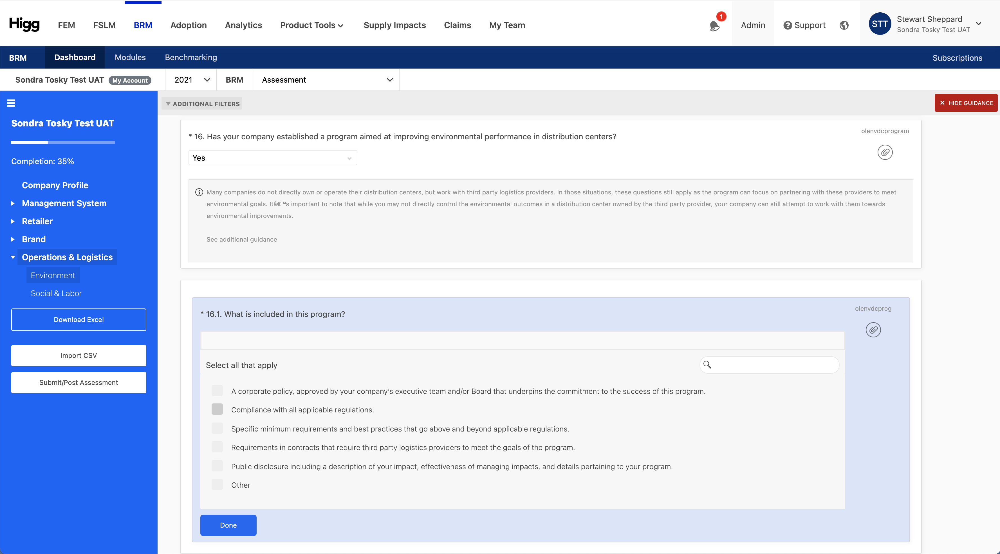 Higg
FEM
FSLM
BRM
Adoption
Analytics
Product Tools
Supply Impacts
Claims
My Team
1
Admin
Support
STT
Stewart Sheppard
Sondra Tosky Test UAT
BRM
Dashboard
Modules
Benchmarking
Subscriptions
Sondra Tosky Test UAT
My Account
2021
BRM
Assessment
ADDITIONAL FILTERS
HIDE GUIDANCE
Sondra Tosky Test UAT
Completion: 35%
Company Profile
Management System
Retailer
Brand
Operations & Logistics
Environment
Social & Labor
Download Excel
Import CSV
Submit/Post Assessment
olenvdcprogram
* 16. Has your company established a program aimed at improving environmental performance in distribution centers?
Yes
Many companies do not directly own or operate their distribution centers, but work with third party logistics providers. In those situations, these questions still apply as the program can focus on partnering with these providers to meet
environmental goals. Itâ€™s important to note that while you may not directly control the environmental outcomes in a distribution center owned by the third party provider, your company can still attempt to work with them towards
environmental improvements.
See additional guidance
olenvdcprog
* 16.1. What is included in this program?
Select all that apply
A corporate policy, approved by your company’s executive team and/or Board that underpins the commitment to the success of this program.
Compliance with all applicable regulations.
Specific minimum requirements and best practices that go above and beyond applicable regulations.
Requirements in contracts that require third party logistics providers to meet the goals of the program.
Public disclosure including a description of your impact, effectiveness of managing impacts, and details pertaining to your program.
Other
Done